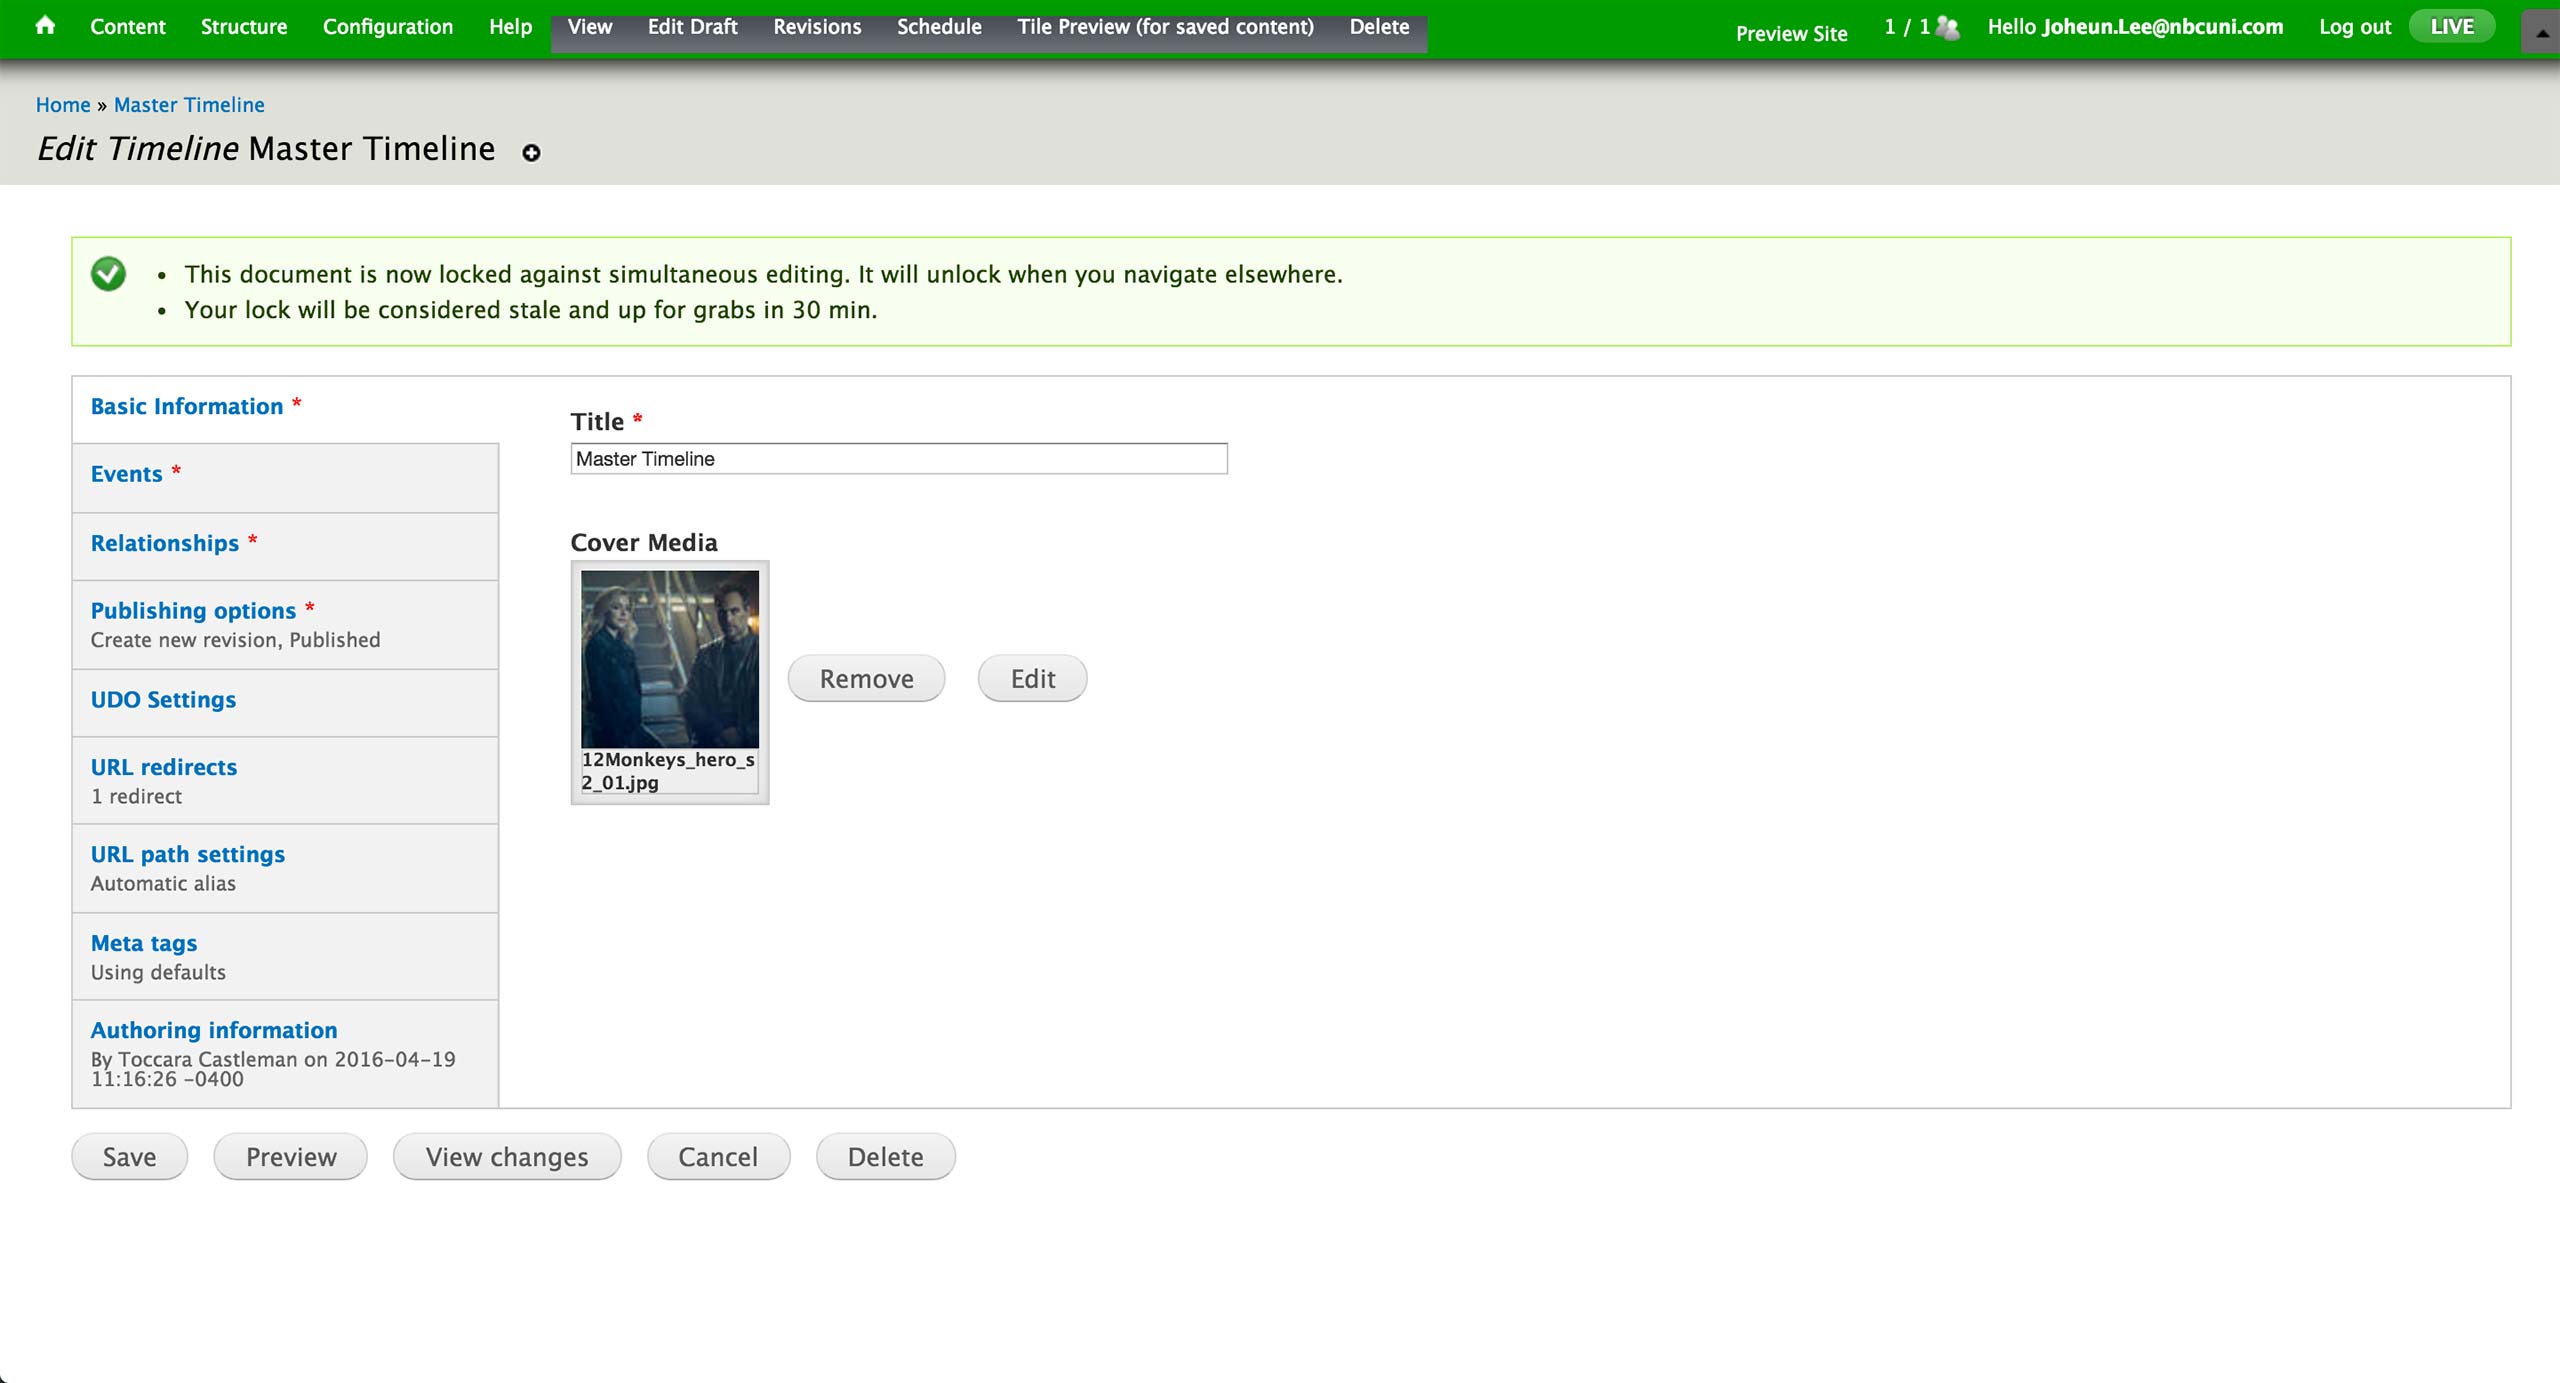 Content Structure Configuration Help View Edit Draft Revisions Schedule Tile Preview (for saved content) Delete Preview Site 1 / 1 Hello Joheun.Lee@nbcuni.com Log out LIVE
Home » Master Timeline
Edit Timeline Master Timeline
• This document is now locked against simultaneous editing. It will unlock when you navigate elsewhere.
• Your lock will be considered stale and up for grabs in 30 min.
Basic Information *
Events *
Relationships *
Publishing options *
Create new revision, Published
UDO Settings
URL redirects
1 redirect
URL path settings
Automatic alias
Meta tags
Using defaults
Authoring information
By Toccara Castleman on 2016-04-19
11:16:26 -0400
Title *
Master Timeline
Cover Media
12Monkeys_hero_s
2_01.jpg
Remove Edit
Save Preview View changes Cancel Delete